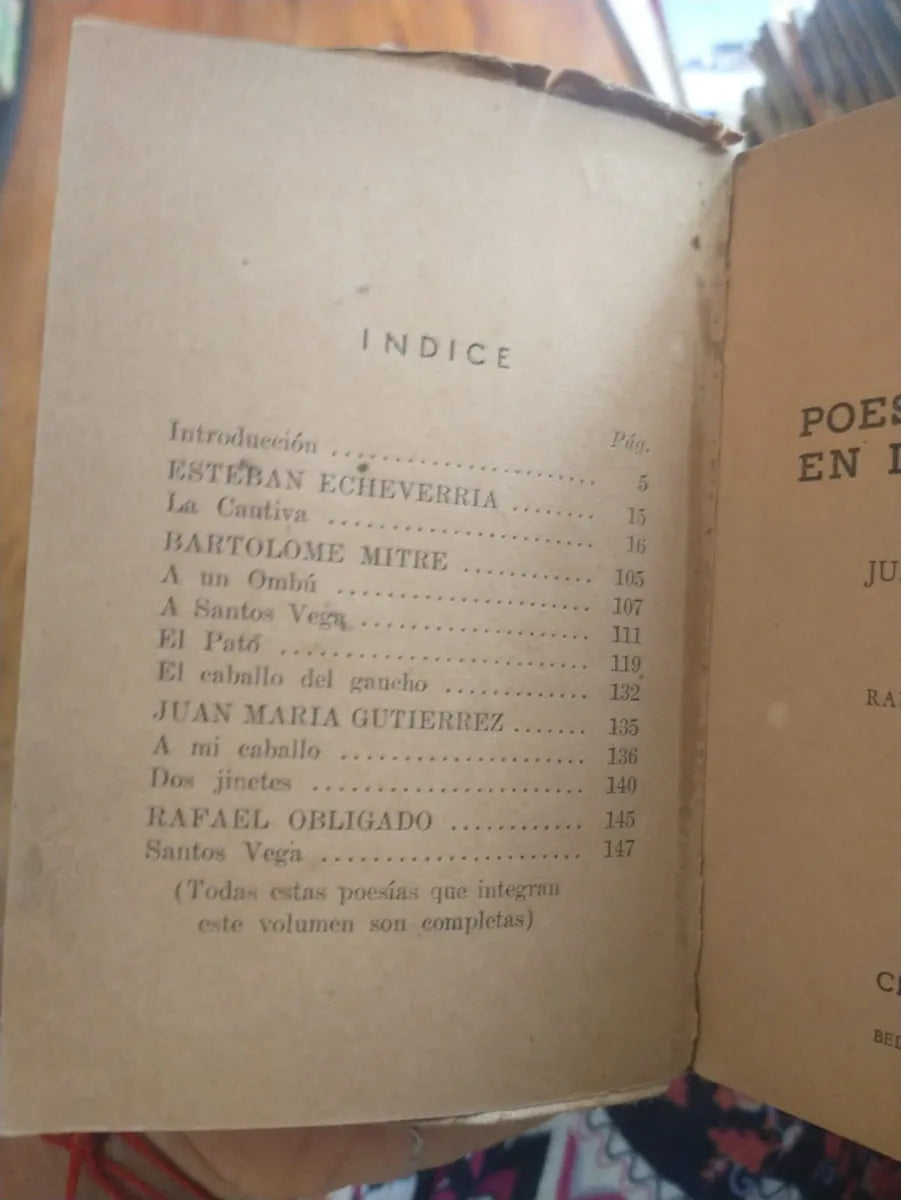 INDICE
Pág.
Introducción .............................. 5
ESTEBAN ECHEVERRIA ........ 15
La Cautiva ........................... 16
BARTOLOME MITRE ............ 105
A un Ombú .......................... 107
A Santos Vega ....................... 111
El Pato .............................. 119
El caballo del gaucho ............. 132
JUAN MARIA GUTIERREZ ....... 135
A mi caballo ........................ 136
Dos jinetes .......................... 140
RAFAEL OBLIGADO ............ 145
Santos Vega ......................... 147
(Todas estas poesías que integran
este volumen son completas)
POES
EN
JU
RA
BED